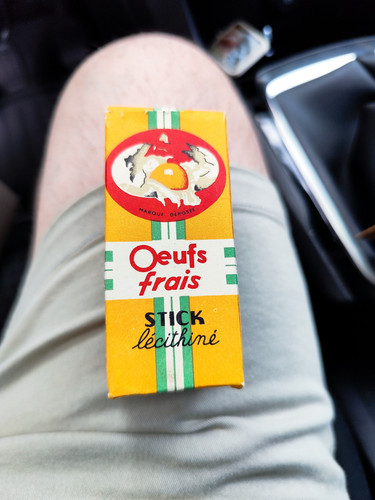 MARQUE DÉPOSÉE
Oeufs
frais
STICK
lécithiné